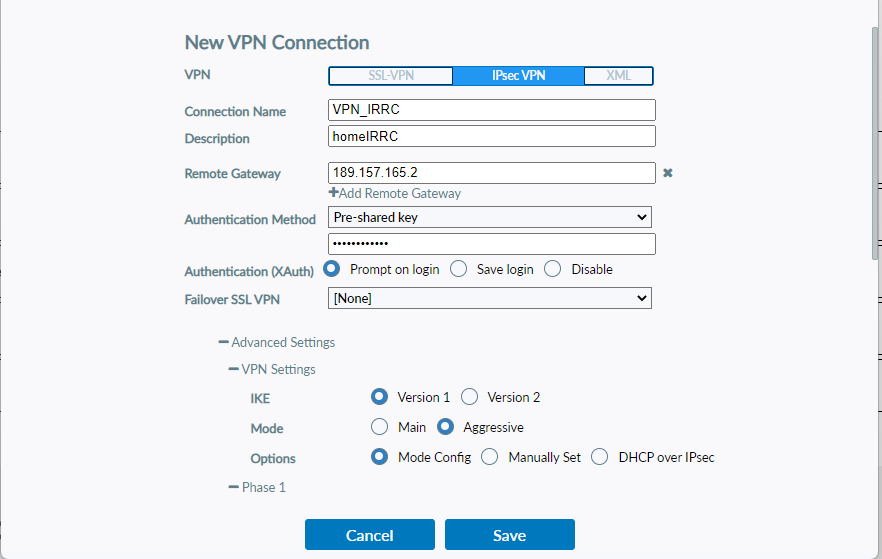 New VPN Connection
VPN SSL-VPN IPsec VPN XML
Connection Name VPN_IRRC
Description homeIRRC
Remote Gateway 189.157.165.2 ✖
+Add Remote Gateway
Authentication Method Pre-shared key
••••••••••••
Authentication (XAuth) Prompt on login Save login Disable
Failover SSL VPN [None]
Advanced Settings
VPN Settings
IKE Version 1 Version 2
Mode Main Aggressive
Options Mode Config Manually Set DHCP over IPsec
Phase 1
Cancel Save